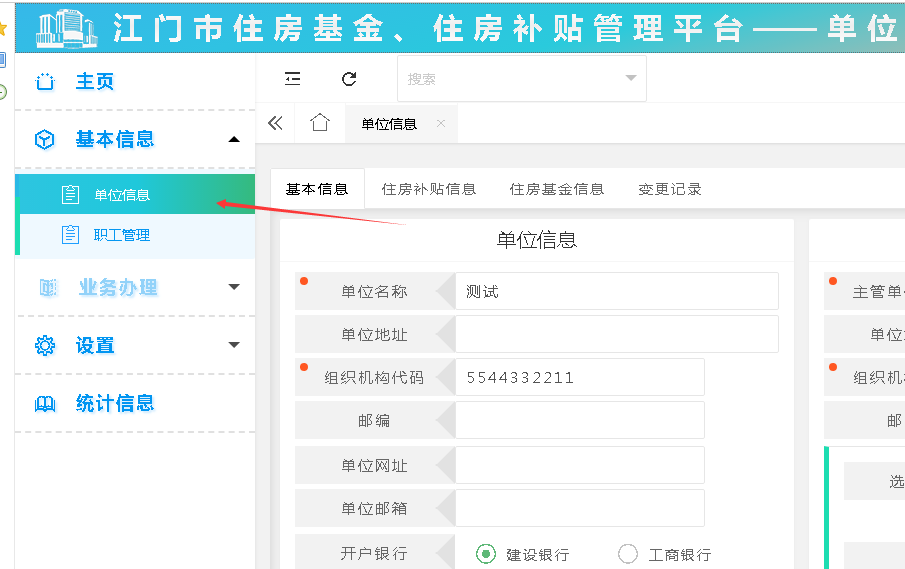 江门市住房基金、住房补贴管理平台——单位
主页
搜索
基本信息
单位信息
单位信息
职工管理
业务办理
设置
统计信息
基本信息 住房补贴信息 住房基金信息 变更记录
单位信息
单位名称 测试
单位地址
组织机构代码 5544332211
邮编
单位网址
单位邮箱
开户银行 建设银行 工商银行
主管单
单位
组织机
邮
选